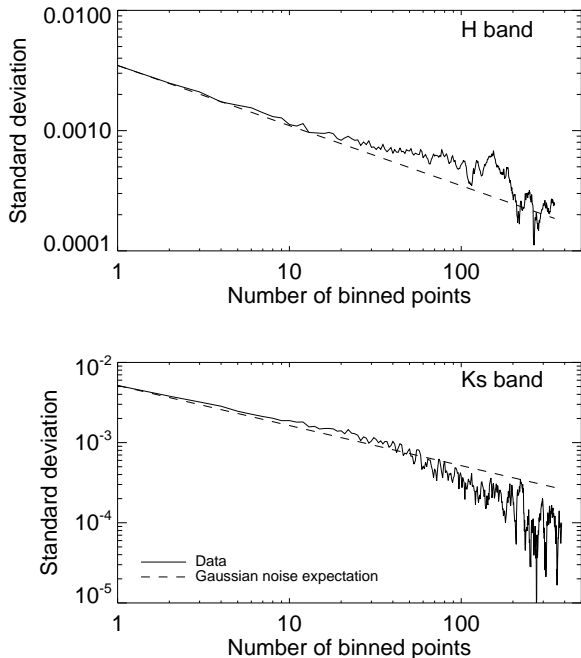 H band
Standard deviation
0.0100
0.0010
0.0001
1 10 100
Number of binned points
Ks band
Standard deviation
10-2
10-3
10-4
10-5
Data
Gaussian noise expectation
1 10 100
Number of binned points